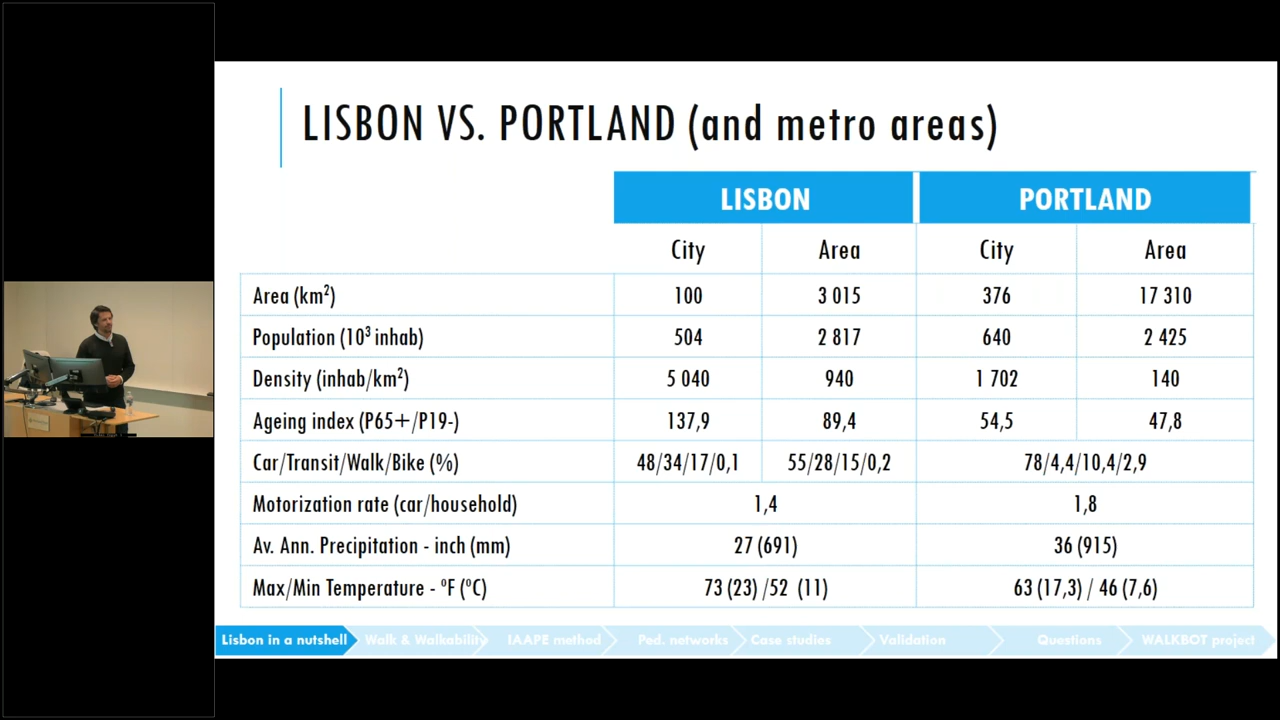 LISBON VS. PORTLAND (and metro areas)
LISBON PORTLAND
City Area City Area
Area (km²) 100 3 015 376 17 310
Population (10³ inhab) 504 2 817 640 2 425
Density (inhab/km²) 5 040 940 1 702 140
Ageing index (P65+/P19-) 137,9 89,4 54,5 47,8
Car/Transit/Walk/Bike (%) 48/34/17/0,1 55/28/15/0,2 78/4,4/10,4/2,9
Motorization rate (car/household) 1,4 1,8
Av. Ann. Precipitation - inch (mm) 27 (691) 36 (915)
Max/Min Temperature - ºF (ºC) 73 (23) /52 (11) 63 (17,3) / 46 (7,6)
Lisbon in a nutshell Walk & Walkability IAAPE method Ped. networks Case studies Validation Questions WALKBOT project